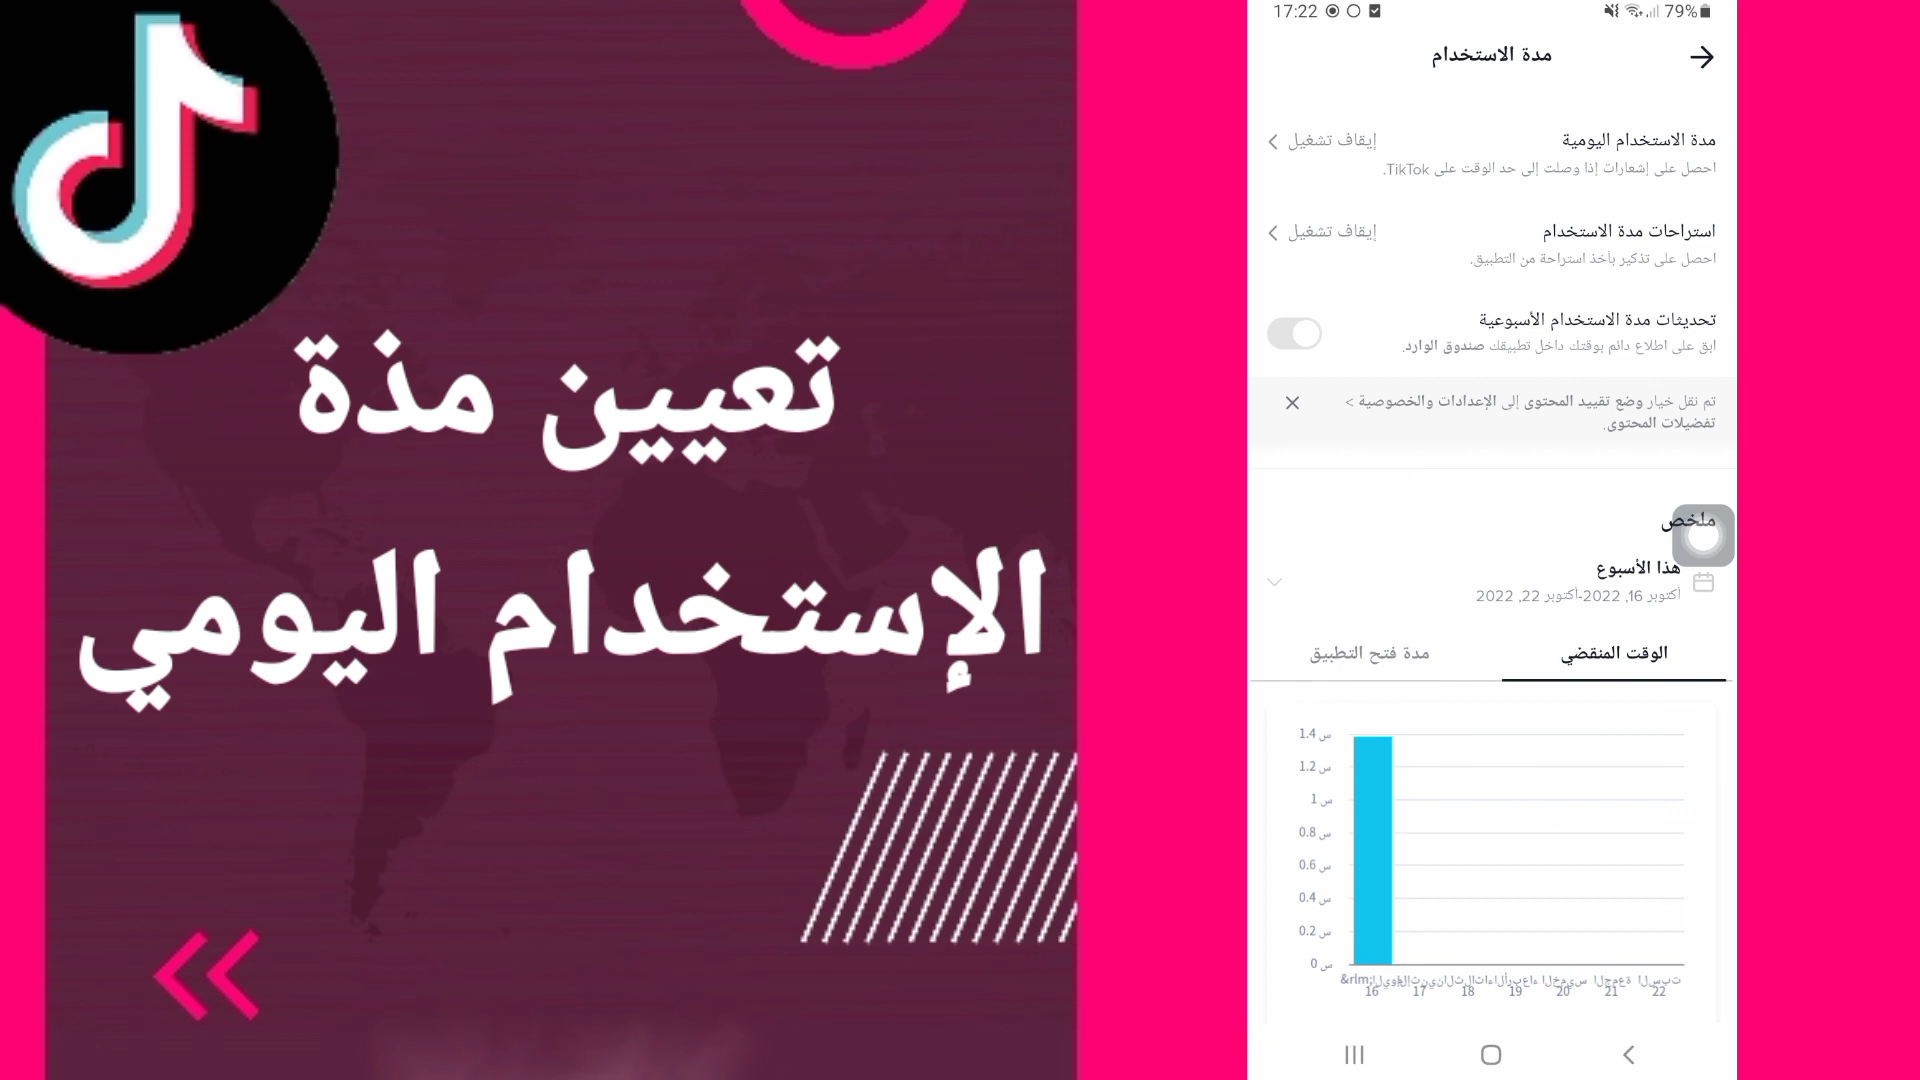 تعيين مذة
الإستخدام اليومي
17:22
79%
مدة الاستخدام
مدة الاستخدام اليومية
إيقاف تشغيل
احصل على إشعارات إذا وصلت إلى حد الوقت على TikTok.
استراحات مدة الاستخدام
إيقاف تشغيل
احصل على تذكير بأخذ استراحة من التطبيق.
تحديثات مدة الاستخدام الأسبوعية
ابق على اطلاع دائم بوقتك داخل تطبيقك صندوق الوارد.
تم نقل خيار وضع تقييد المحتوى إلى الإعدادات والخصوصية >
تفضيلات المحتوى.
ملخص
هذا الأسبوع
أكتوبر 16, 2022-أكتوبر 22, 2022
الوقت المنقضي
مدة فتح التطبيق
1.4 س
1.2 س
1 س
0.8 س
0.6 س
0.4 س
0.2 س
0 س
16 17 18 19 20 21 22